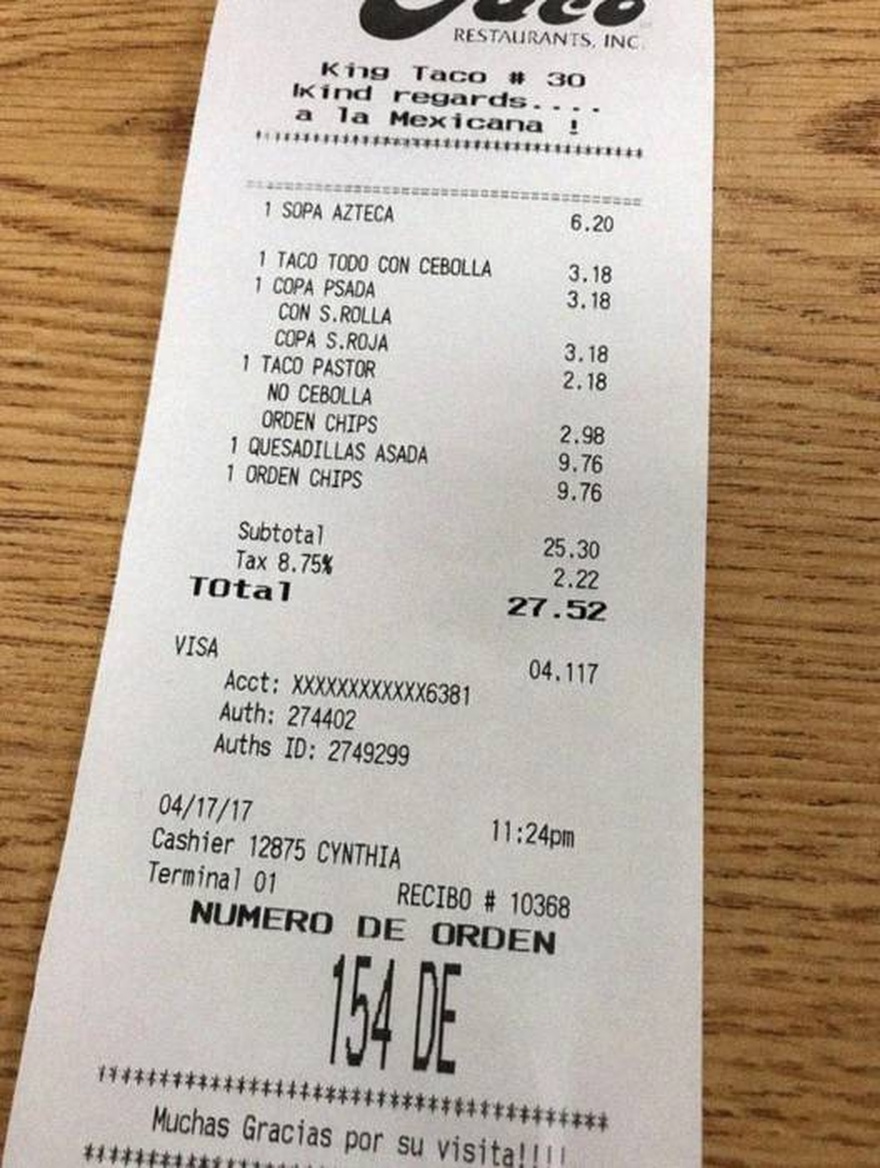 Taco
RESTAURANTS, INC.
King Taco # 30
Kind regards....
a la Mexicana !
1 SOPA AZTECA 6.20
1 TACO TODO CON CEBOLLA 3.18
1 COPA PSADA 3.18
CON S.ROLLA
COPA S.ROJA 3.18
1 TACO PASTOR 2.18
NO CEBOLLA
ORDEN CHIPS 2.98
1 QUESADILLAS ASADA 9.76
1 ORDEN CHIPS 9.76
Subtotal 25.30
Tax 8.75% 2.22
TOtal 27.52
VISA 04.117
Acct: XXXXXXXXXXXX6381
Auth: 274402
Auths ID: 2749299
04/17/17 11:24pm
Cashier 12875 CYNTHIA
Terminal 01 RECIBO # 10368
NUMERO DE ORDEN
154 DE
*****************************************
Muchas Gracias por su visita!!!!